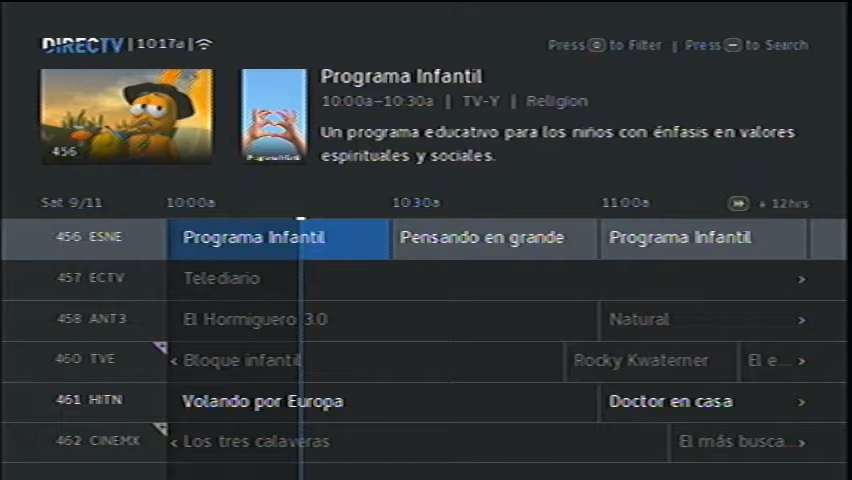 DIRECTV | 10:17a |
Press to Filter | Press to Search
456
Programa Infantil
10:00a-10:30a | TV-Y | Religion
Un programa educativo para los niños con énfasis en valores
espirituales y sociales.
Sat 9/11 10:00a 10:30a 11:00a + 12hrs
456 ESNE Programa Infantil Pensando en grande Programa Infantil
457 ECTV Telediario >
458 ANT3 El Hormiguero 3.0 Natural >
460 TVE < Bloque infantil Rocky Kwaterner El e... >
461 HITN Volando por Europa Doctor en casa >
462 CINEMX < Los tres calaveras El más busca... >